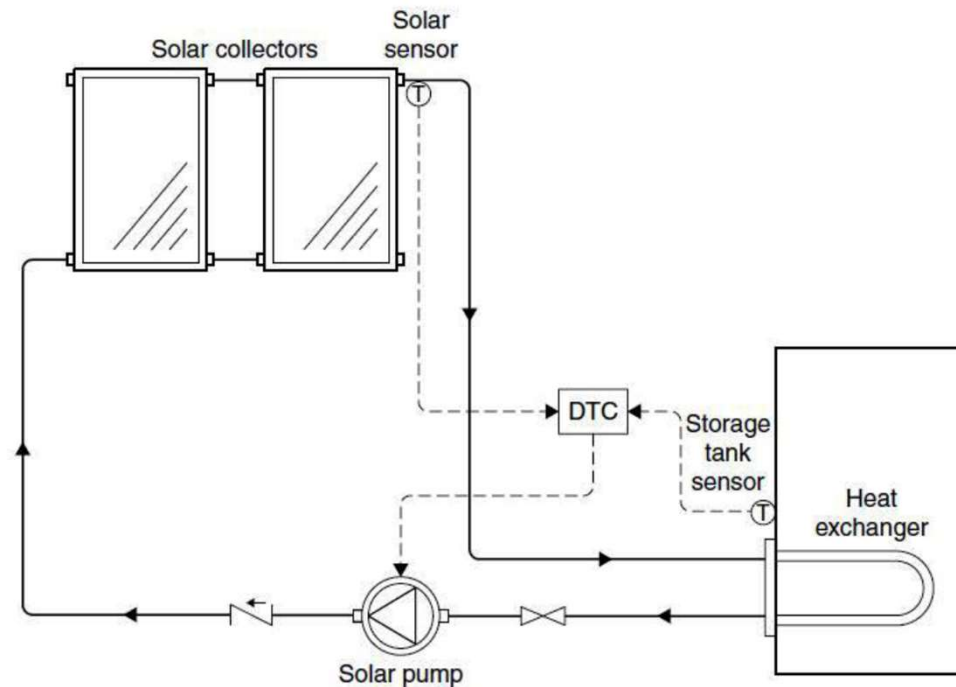 Solar collectors
Solar
sensor
T
DTC
Storage
tank
sensor
T
Heat
exchanger
Solar pump